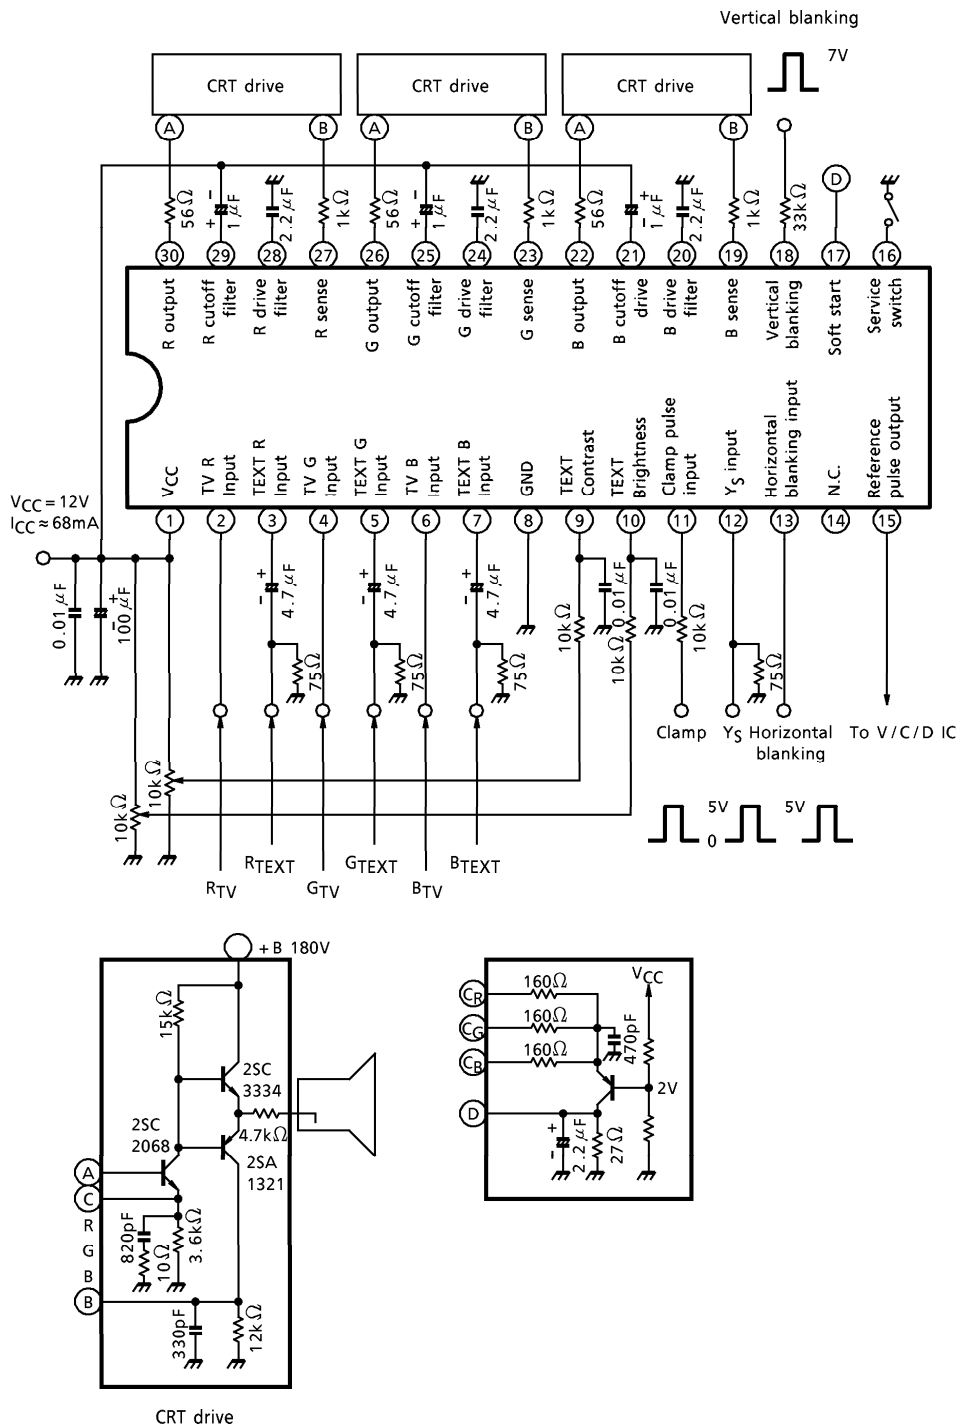 Vertical blanking
7V
CRT drive
CRT drive
CRT drive
A
B
A
B
A
B
D
56Ω
+ -
1μF
2.2μF
1kΩ
56Ω
+ -
1μF
2.2μF
1kΩ
56Ω
- +
1μF
2.2μF
1kΩ
33kΩ
30
29
28
27
26
25
24
23
22
21
20
19
18
17
16
R output
R cutoff filter
R drive filter
R sense
G output
G cutoff filter
G drive filter
G sense
B output
B cutoff drive
B drive filter
B sense
Vertical blanking
Soft start
Service switch
VCC
TV R Input
TEXT R Input
TV G Input
TEXT G Input
TV B Input
TEXT B Input
GND
TEXT Contrast
TEXT Brightness
Clamp pulse input
YS input
Horizontal blanking input
N.C.
Reference pulse output
1
2
3
4
5
6
7
8
9
10
11
12
13
14
15
VCC = 12V
ICC ≈ 68mA
0.01μF
- +
100μF
- +
4.7μF
- +
4.7μF
- +
4.7μF
75Ω
75Ω
75Ω
10kΩ
0.01μF
10kΩ
0.01μF
10kΩ
75Ω
Clamp
YS
Horizontal
blanking
To V/C/D IC
10kΩ
10kΩ
5V
0
5V
RTV
RTEXT
GTV
GTEXT
BTV
BTEXT
+B 180V
15kΩ
2SC
3334
4.7kΩ
2SC
2068
2SA
1321
A
C
R
G
B
B
820pF
10Ω
3.6kΩ
330pF
12kΩ
CRT drive
CR
CG
CB
D
160Ω
160Ω
160Ω
470pF
VCC
2V
+
-
2.2μF
27Ω